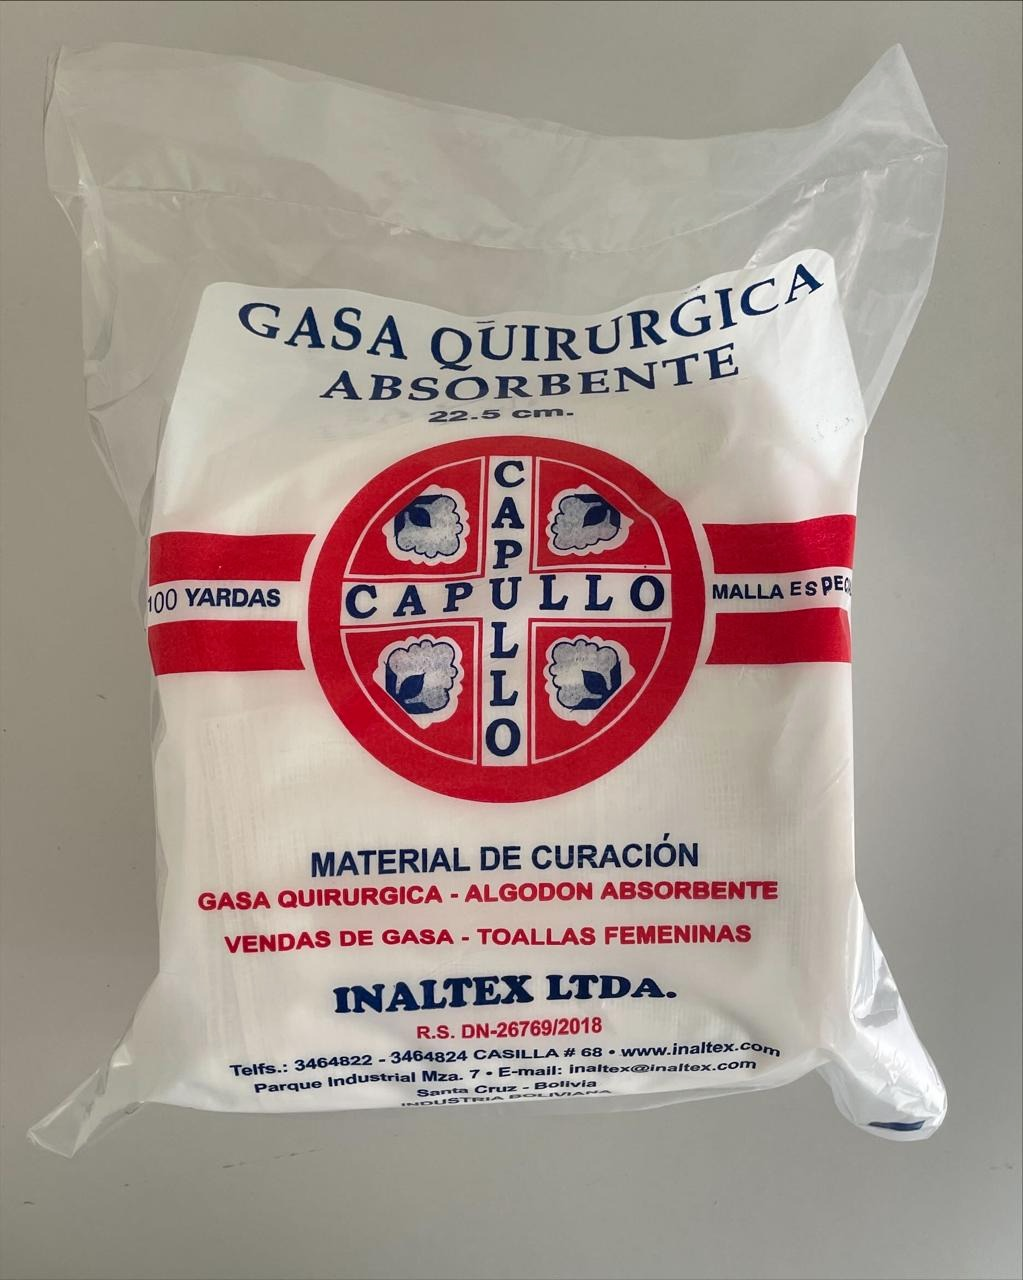 GASA QUIRURGICA
ABSORBENTE
22.5 cm.
CAPULLO
CAPULLO
100 YARDAS
MALLA
MATERIAL DE CURACIÓN
GASA QUIRURGICA - ALGODON ABSORBENTE
VENDAS DE GASA - TOALLAS FEMENINAS
INALTEX LTDA.
R.S. DN-26769/2018
Telfs.: 3464822 - 3464824 CASILLA # 68 • www.inaltex.com
Parque Industrial Mza. 7 • E-mail: inaltex@inaltex.com
Santa Cruz - Bolivia
INDUSTRIA BOLIVIANA